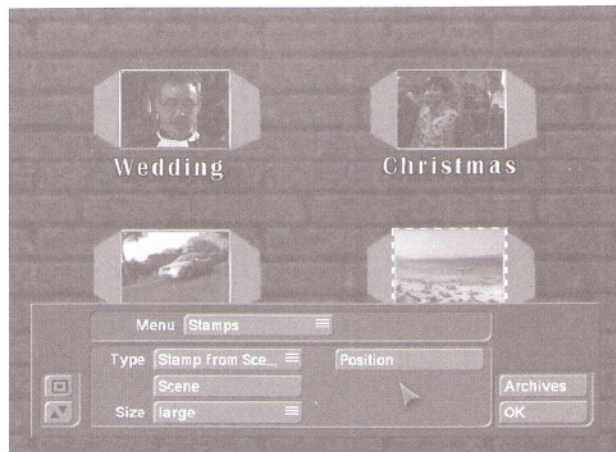 Wedding
Christmas
Menu Stamps
Type Stamp from Sce...
Position
Scene
Archives
Size large
OK